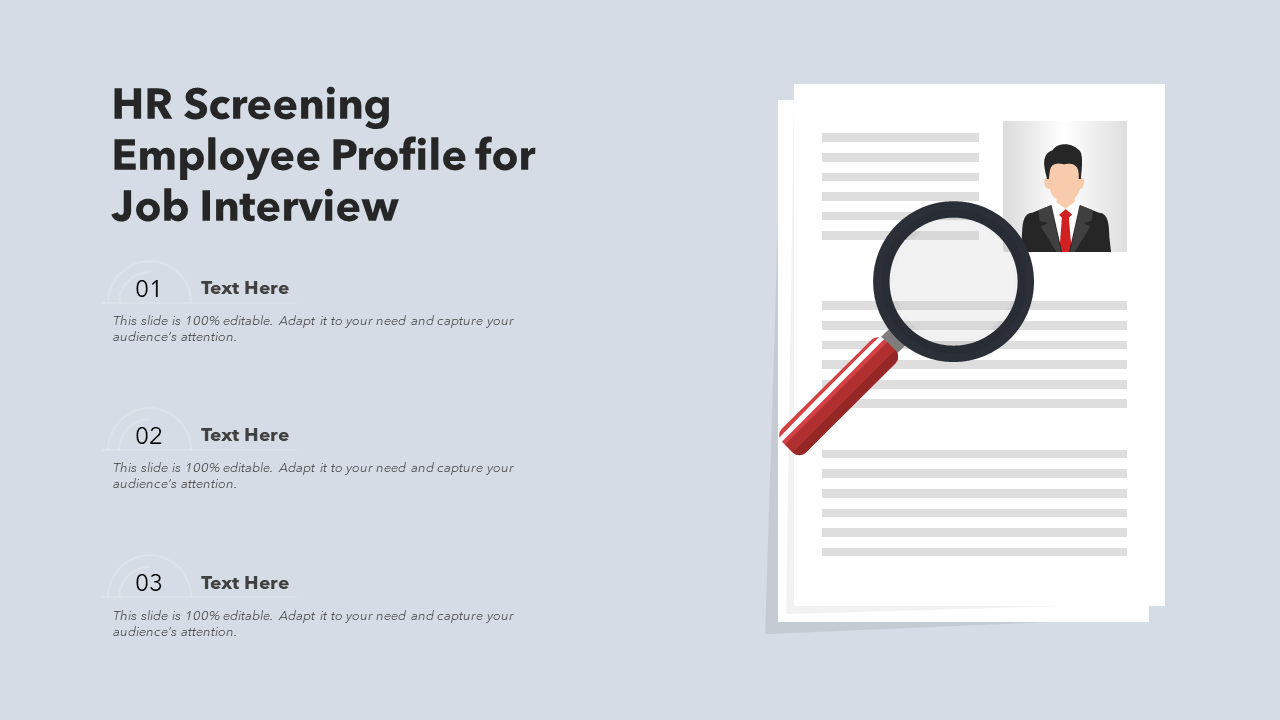 HR Screening
Employee Profile for
Job Interview
01
Text Here
This slide is 100% editable. Adapt it to your need and capture your
audience's attention.
02
Text Here
This slide is 100% editable. Adapt it to your need and capture your
audience's attention.
03
Text Here
This slide is 100% editable. Adapt it to your need and capture your
audience's attention.